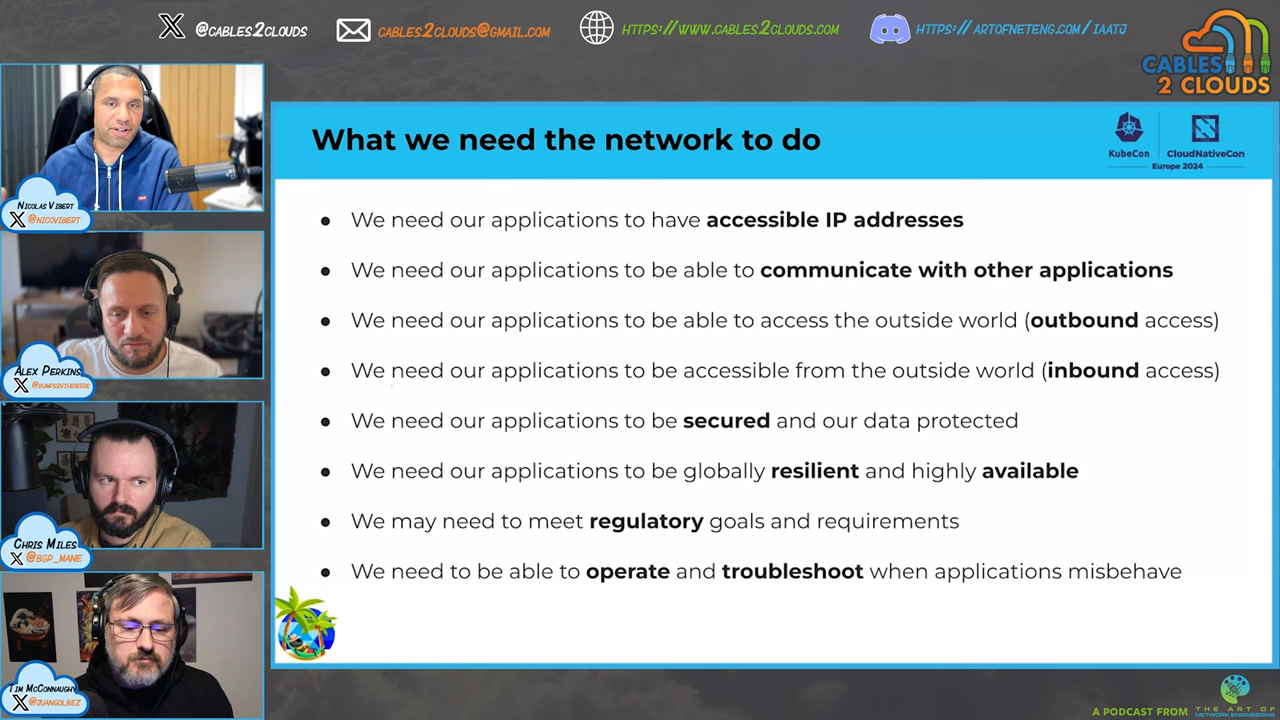 @CABLES2CLOUDS
CABLES2CLOUDS@GMAIL.COM
HTTPS://WWW.CABLES2CLOUDS.COM
HTTPS://ARTOFNETENG.COM/IAATJ
CABLES
2 CLOUDS
What we need the network to do
KubeCon
CloudNativeCon
Europe 2024
NICOLAS VIBERT
@NICOVIBERT
ALEX PERKINS
@BUMPSINTHEWIRE
CHRIS MILES
@BGP_MANE
TIM MCCONNAUGHY
@JUANGOLBEZ
• We need our applications to have accessible IP addresses
• We need our applications to be able to communicate with other applications
• We need our applications to be able to access the outside world (outbound access)
• We need our applications to be accessible from the outside world (inbound access)
• We need our applications to be secured and our data protected
• We need our applications to be globally resilient and highly available
• We may need to meet regulatory goals and requirements
• We need to be able to operate and troubleshoot when applications misbehave
A PODCAST FROM
THE ART OF
NETWORK ENGINEERING